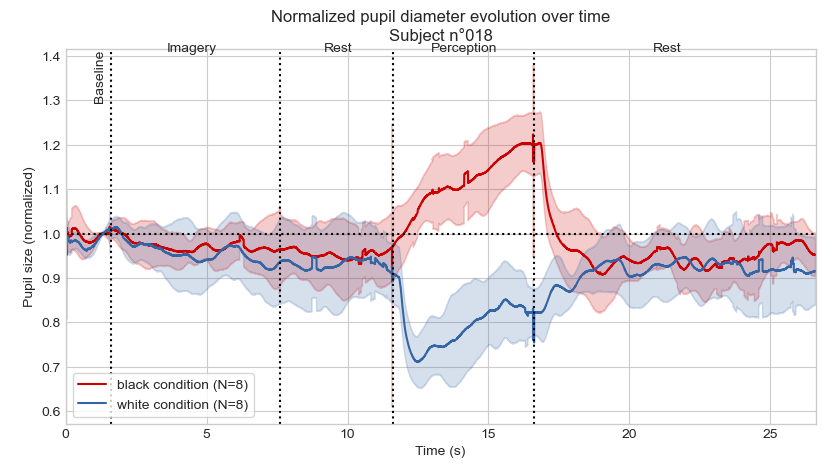 Normalized pupil diameter evolution over time
Subject n°018
Baseline
Imagery
Rest
Perception
Rest
Pupil size (normalized)
1.4
1.3
1.2
1.1
1.0
0.9
0.8
0.7
0.6
black condition (N=8)
white condition (N=8)
0
5
10
15
20
25
Time (s)